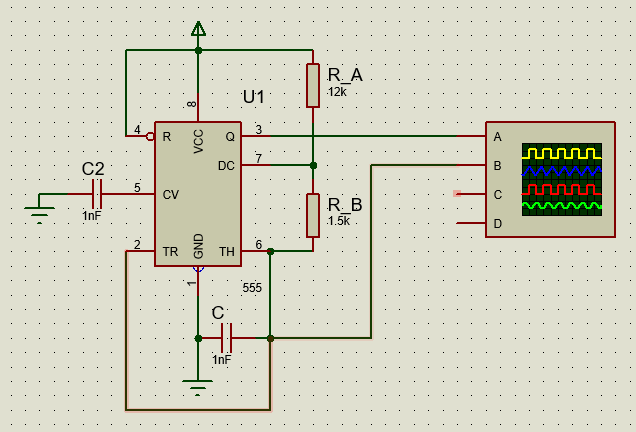 R_A
12k
U1
8
4
R
VCC
Q
3
A
DC
7
B
C2
5
CV
R_B
C
1nF
1.5k
2
TR
GND
TH
6
D
1
555
C
1nF